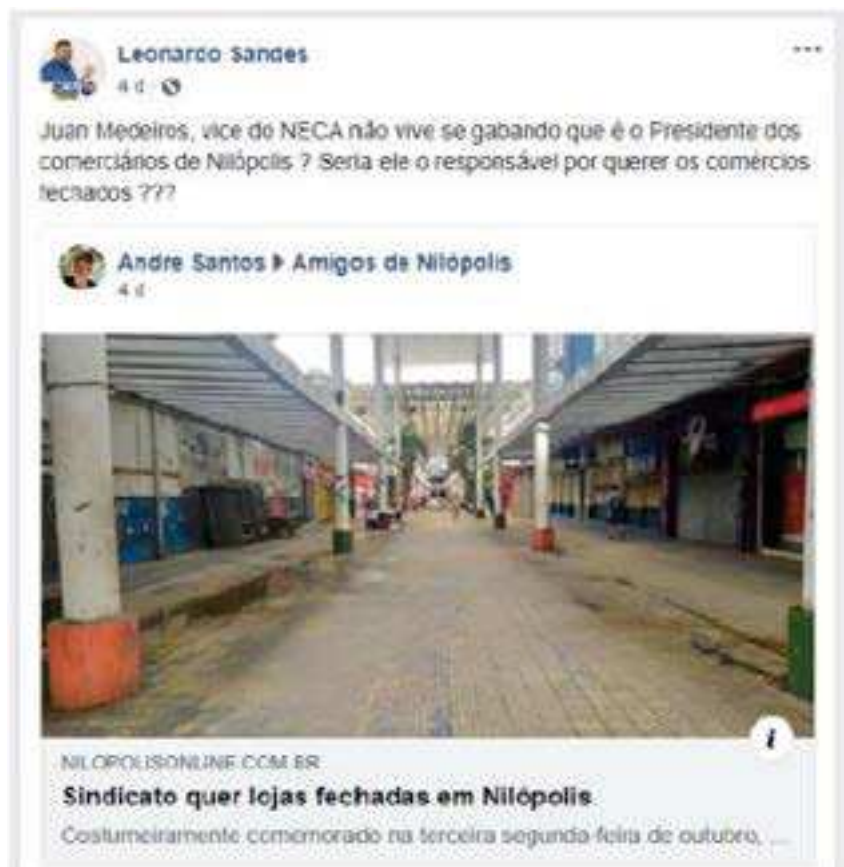 Leonardo Sandes
4 d
Juan Medeiros, vice do NECA não vive se gabando que é o Presidente dos
comerciários de Nilópolis ? Seria ele o responsável por querer os comércios
fechados ???
Andre Santos ▶ Amigos de Nilópolis
4 d
i
NILOPOLISONLINE.COM.BR
Sindicato quer lojas fechadas em Nilópolis
Costumeiramente comemorado na terceira segunda-feira de outubro, ...